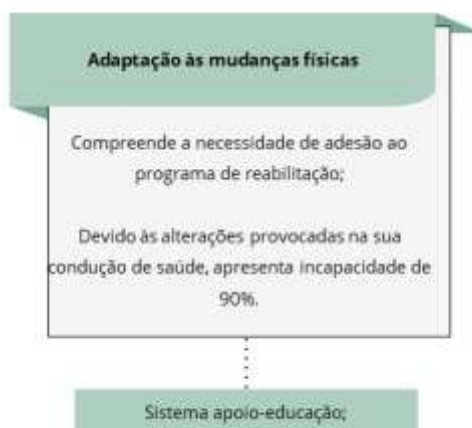 Adaptação às mudanças físicas
Compreende a necessidade de adesão ao
programa de reabilitação;
Devido às alterações provocadas na sua
condução de saúde, apresenta incapacidade de
90%.
Sistema apoio-educação;